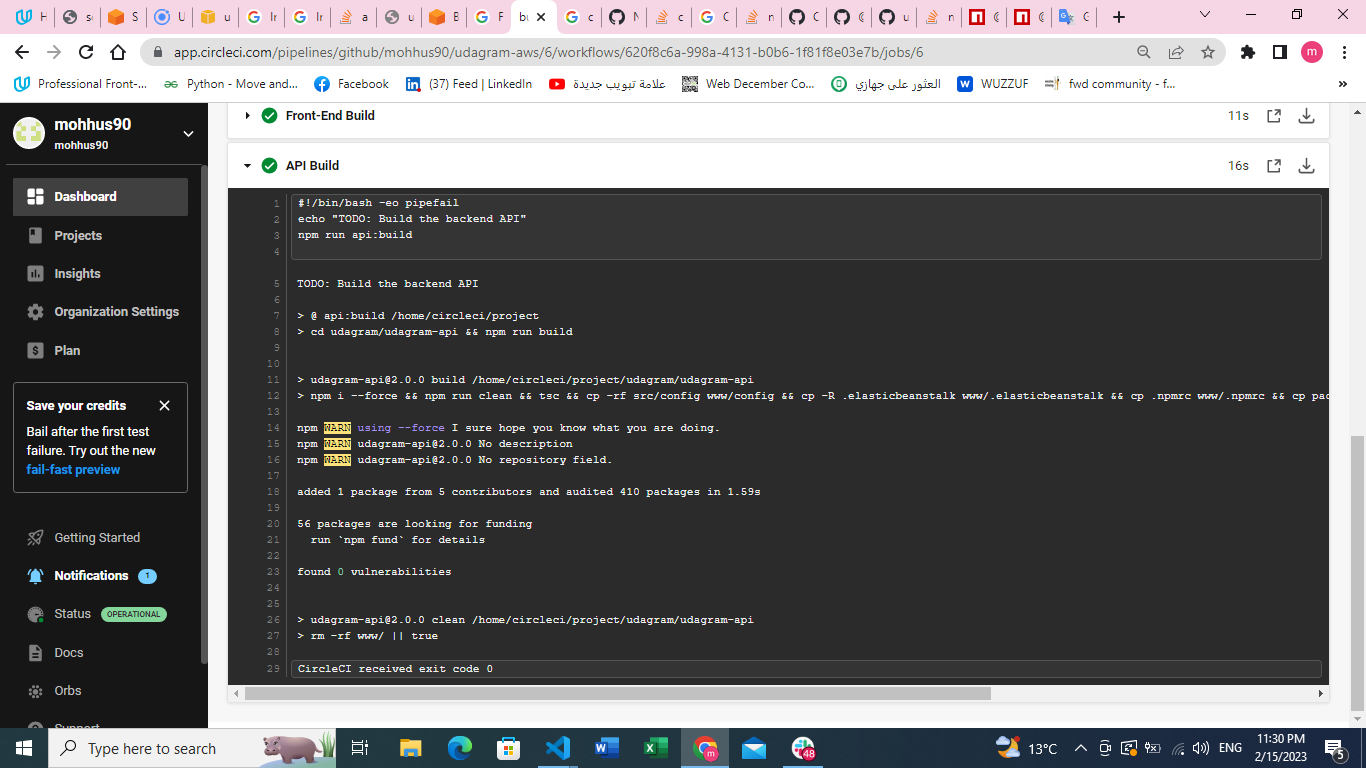 H
sc
S
U
u
Ir
Ir
a
u
E
F
bu
c
N
c
C
n
C
@
u
n
@
@
G
app.circleci.com/pipelines/github/mohhus90/udagram-aws/6/workflows/620f8c6a-998a-4131-b0b6-1f81f8e03e7b/jobs/6
m
Professional Front-...
Python - Move and...
Facebook
(37) Feed | LinkedIn
علامة تبويب جديدة
Web December Co...
العثور على جهازي
WUZZUF
fwd community - f...
»
mohhus90
mohhus90
Dashboard
Projects
Insights
Organization Settings
Plan
Save your credits
Bail after the first test
failure. Try out the new
fail-fast preview
Getting Started
Notifications 1
Status OPERATIONAL
Docs
Orbs
Support
Front-End Build 11s
API Build 16s
1 #!/bin/bash -eo pipefail
2 echo "TODO: Build the backend API"
3 npm run api:build
4
5 TODO: Build the backend API
6
7 > @ api:build /home/circleci/project
8 > cd udagram/udagram-api && npm run build
9
10
11 > udagram-api@2.0.0 build /home/circleci/project/udagram/udagram-api
12 > npm i --force && npm run clean && tsc && cp -rf src/config www/config && cp -R .elasticbeanstalk www/.elasticbeanstalk && cp .npmrc www/.npmrc && cp pac
13
14 npm WARN using --force I sure hope you know what you are doing.
15 npm WARN udagram-api@2.0.0 No description
16 npm WARN udagram-api@2.0.0 No repository field.
17
18 added 1 package from 5 contributors and audited 410 packages in 1.59s
19
20 56 packages are looking for funding
21 run `npm fund` for details
22
23 found 0 vulnerabilities
24
25
26 > udagram-api@2.0.0 clean /home/circleci/project/udagram/udagram-api
27 > rm -rf www/ || true
28
29 CircleCI received exit code 0
Type here to search
m
48
13°C
ENG
11:30 PM
2/15/2023
5